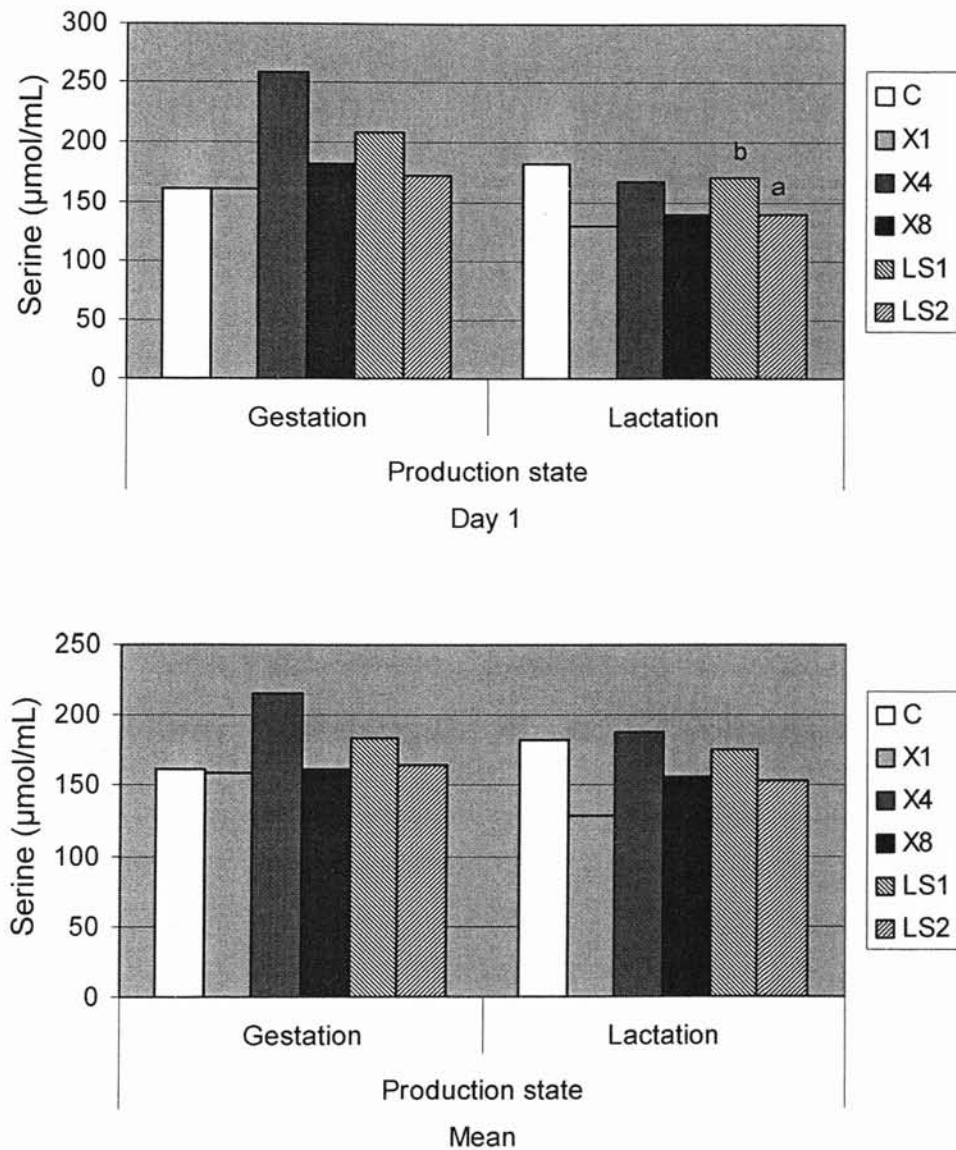 300
250
200
150
100
50
0
Serine (µmol/mL)
b
a
Gestation
Lactation
Production state
Day 1
C
X1
X4
X8
LS1
LS2
250
200
150
100
50
0
Serine (µmol/mL)
Gestation
Lactation
Production state
Mean
C
X1
X4
X8
LS1
LS2